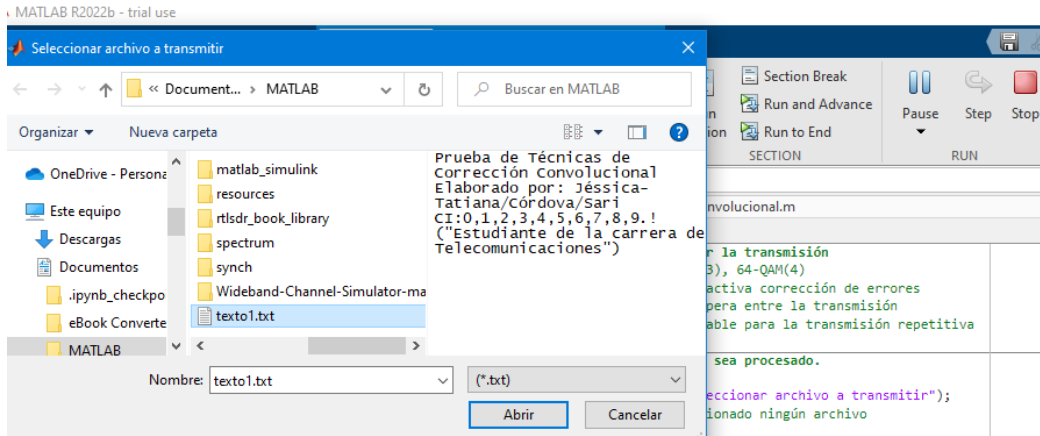 MATLAB R2022b - trial use
Seleccionar archivo a transmitir
« Document... > MATLAB
Buscar en MATLAB
Organizar
Nueva carpeta
OneDrive - Persona
Este equipo
Descargas
Documentos
.ipynb_checkpo
eBook Converte
MATLAB
matlab_simulink
resources
rtlsdr_book_library
spectrum
synch
Wideband-Channel-Simulator-ma
texto1.txt
Prueba de Técnicas de
Corrección Convolucional
Elaborado por: Jéssica-
Tatiana/Córdova/Sari
CI:0,1,2,3,4,5,6,7,8,9.!
("Estudiante de la carrera de
Telecomunicaciones")
Nombre: texto1.txt
(*.txt)
Abrir
Cancelar
Section Break
Run and Advance
Run to End
SECTION
Pause
Step
Stop
RUN
nvolucional.m
r la transmisión
3), 64-QAM(4)
activa corrección de errores
pera entre la transmisión
able para la transmisión repetitiva
sea procesado.
eccionar archivo a transmitir");
ionado ningún archivo